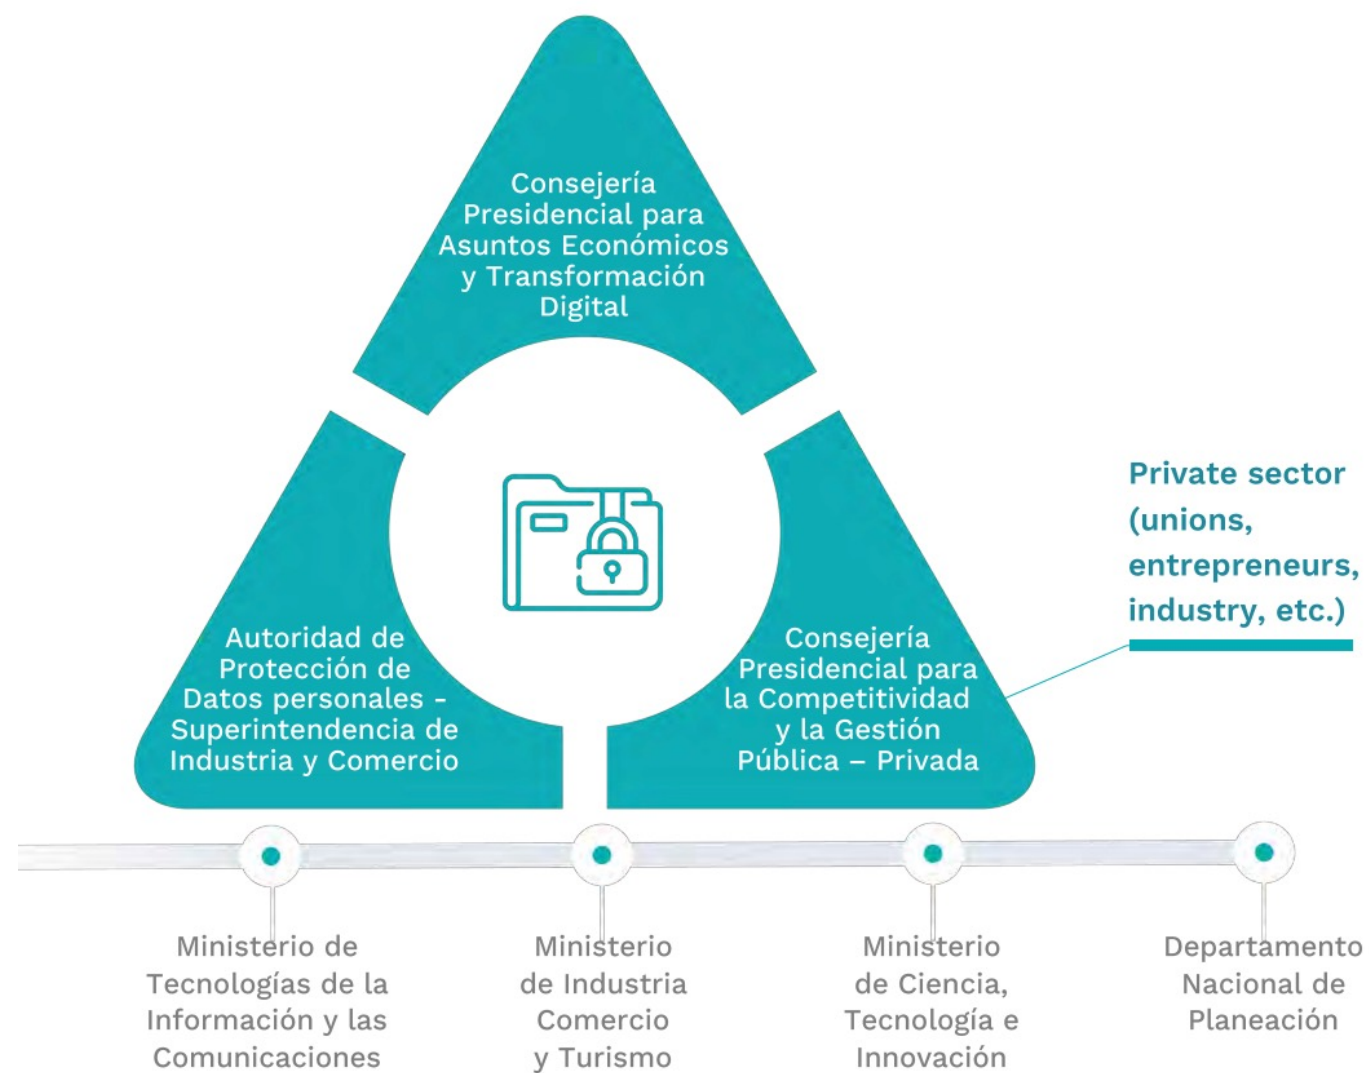 Consejería
Presidencial para
Asuntos Económicos
y Transformación
Digital
Private sector
(unions,
entrepreneurs,
industry, etc.)
Autoridad de
Protección de
Datos personales -
Superintendencia de
Industria y Comercio
Consejería
Presidencial para
la Competitividad
y la Gestión
Pública – Privada
Ministerio de
Tecnologías de la
Información y las
Comunicaciones
Ministerio
de Industria
Comercio
y Turismo
Ministerio
de Ciencia,
Tecnología e
Innovación
Departamento
Nacional de
Planeación